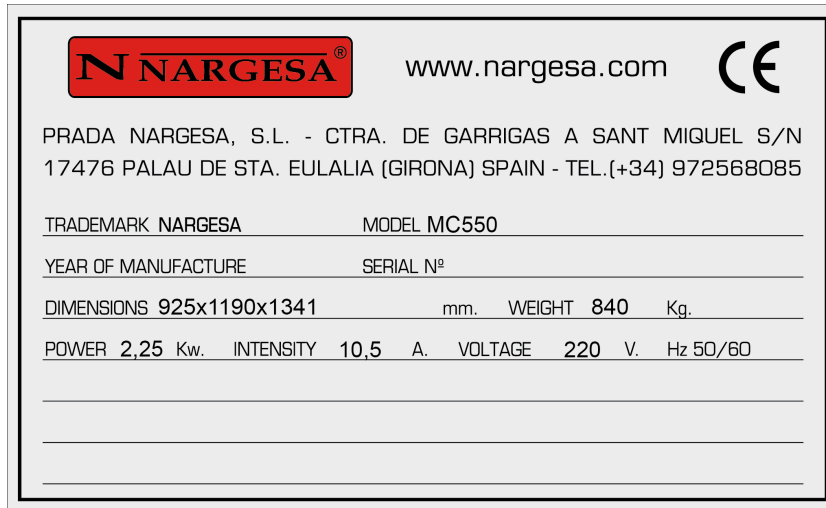 N NARGESA® www.nargesa.com CE
PRADA NARGESA, S.L. - CTRA. DE GARRIGAS A SANT MIQUEL S/N
17476 PALAU DE STA. EULALIA (GIRONA) SPAIN - TEL.(+34) 972568085
TRADEMARK NARGESA MODEL MC550
YEAR OF MANUFACTURE SERIAL Nº
DIMENSIONS 925x1190x1341 mm. WEIGHT 840 Kg.
POWER 2,25 Kw. INTENSITY 10,5 A. VOLTAGE 220 V. Hz 50/60